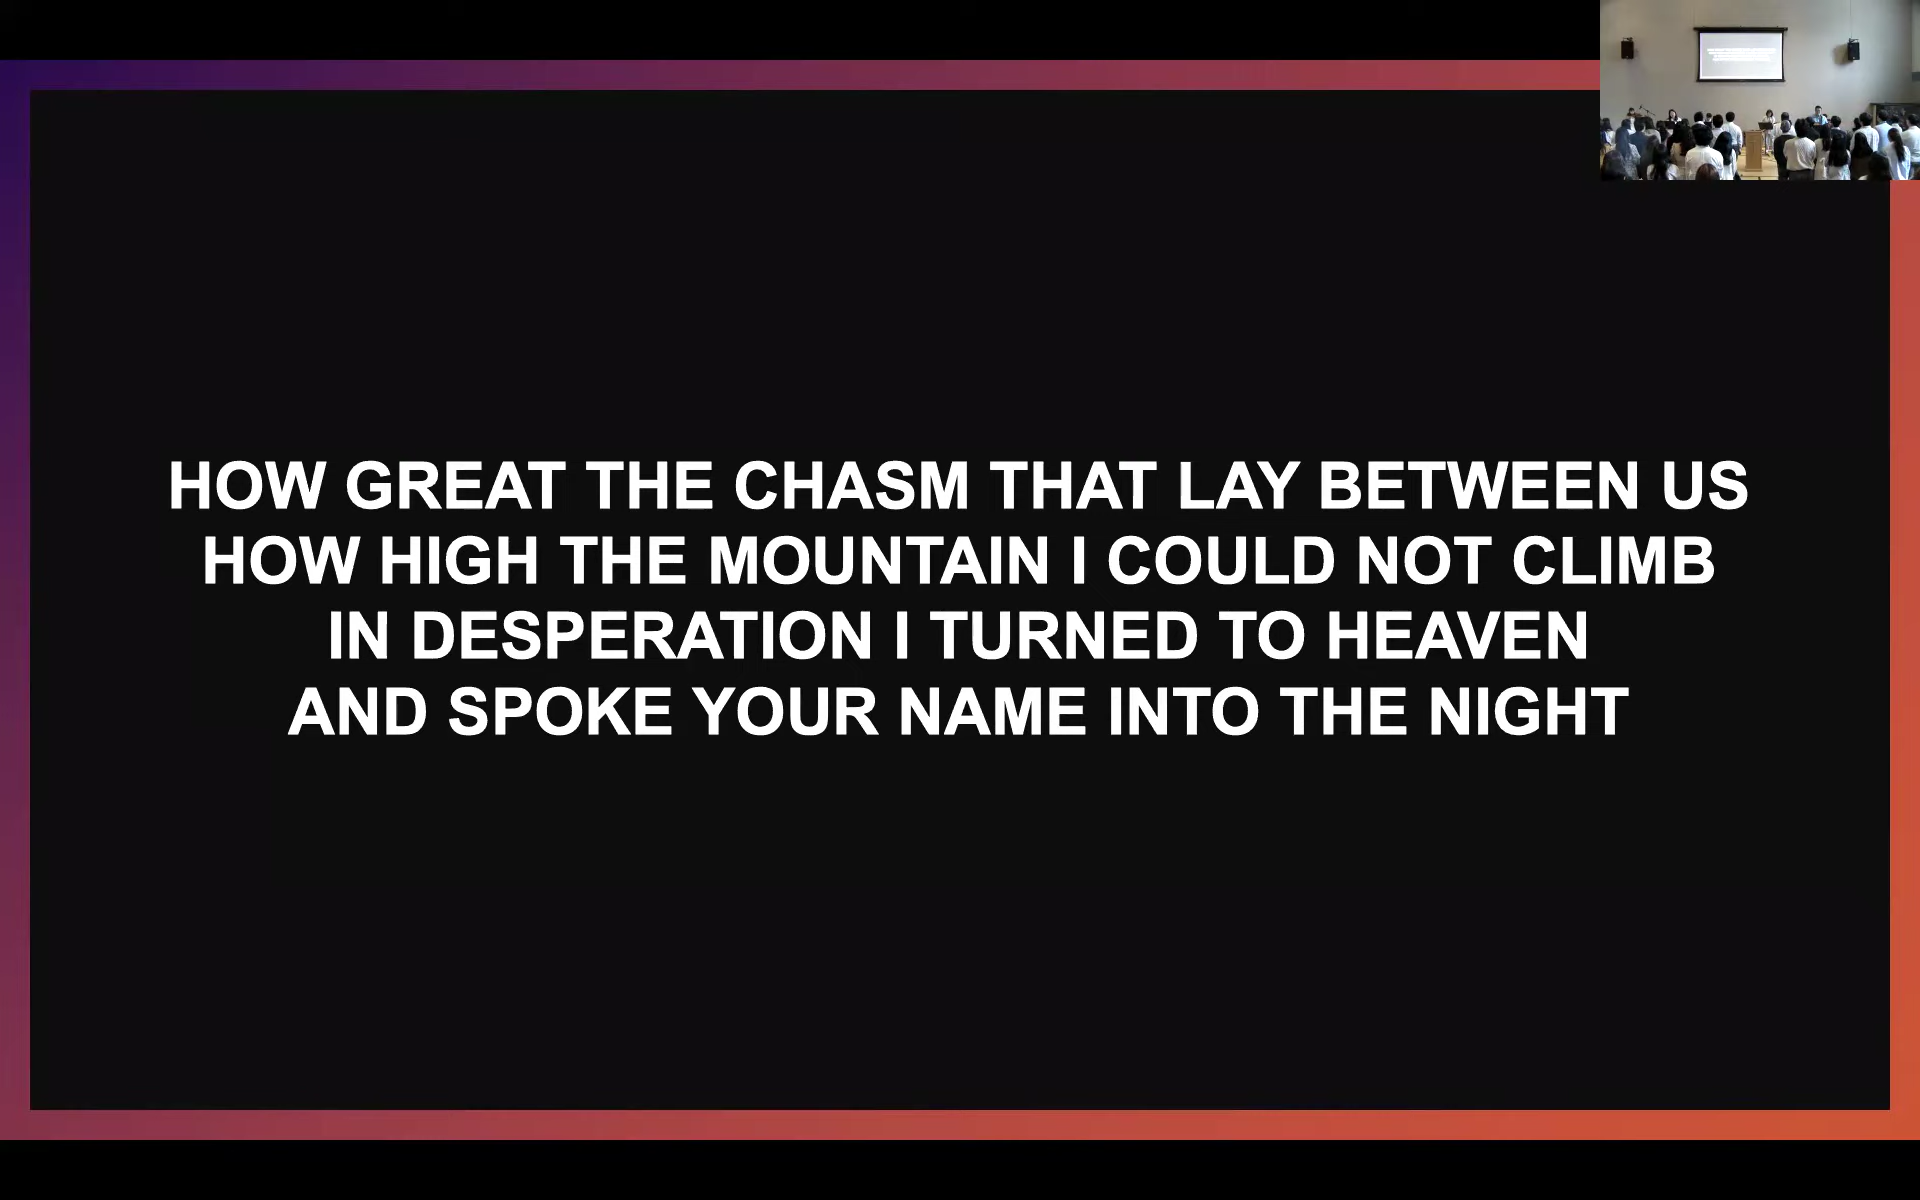 HOW GREAT THE CHASM THAT LAY BETWEEN US
HOW HIGH THE MOUNTAIN I COULD NOT CLIMB
IN DESPERATION I TURNED TO HEAVEN
AND SPOKE YOUR NAME INTO THE NIGHT